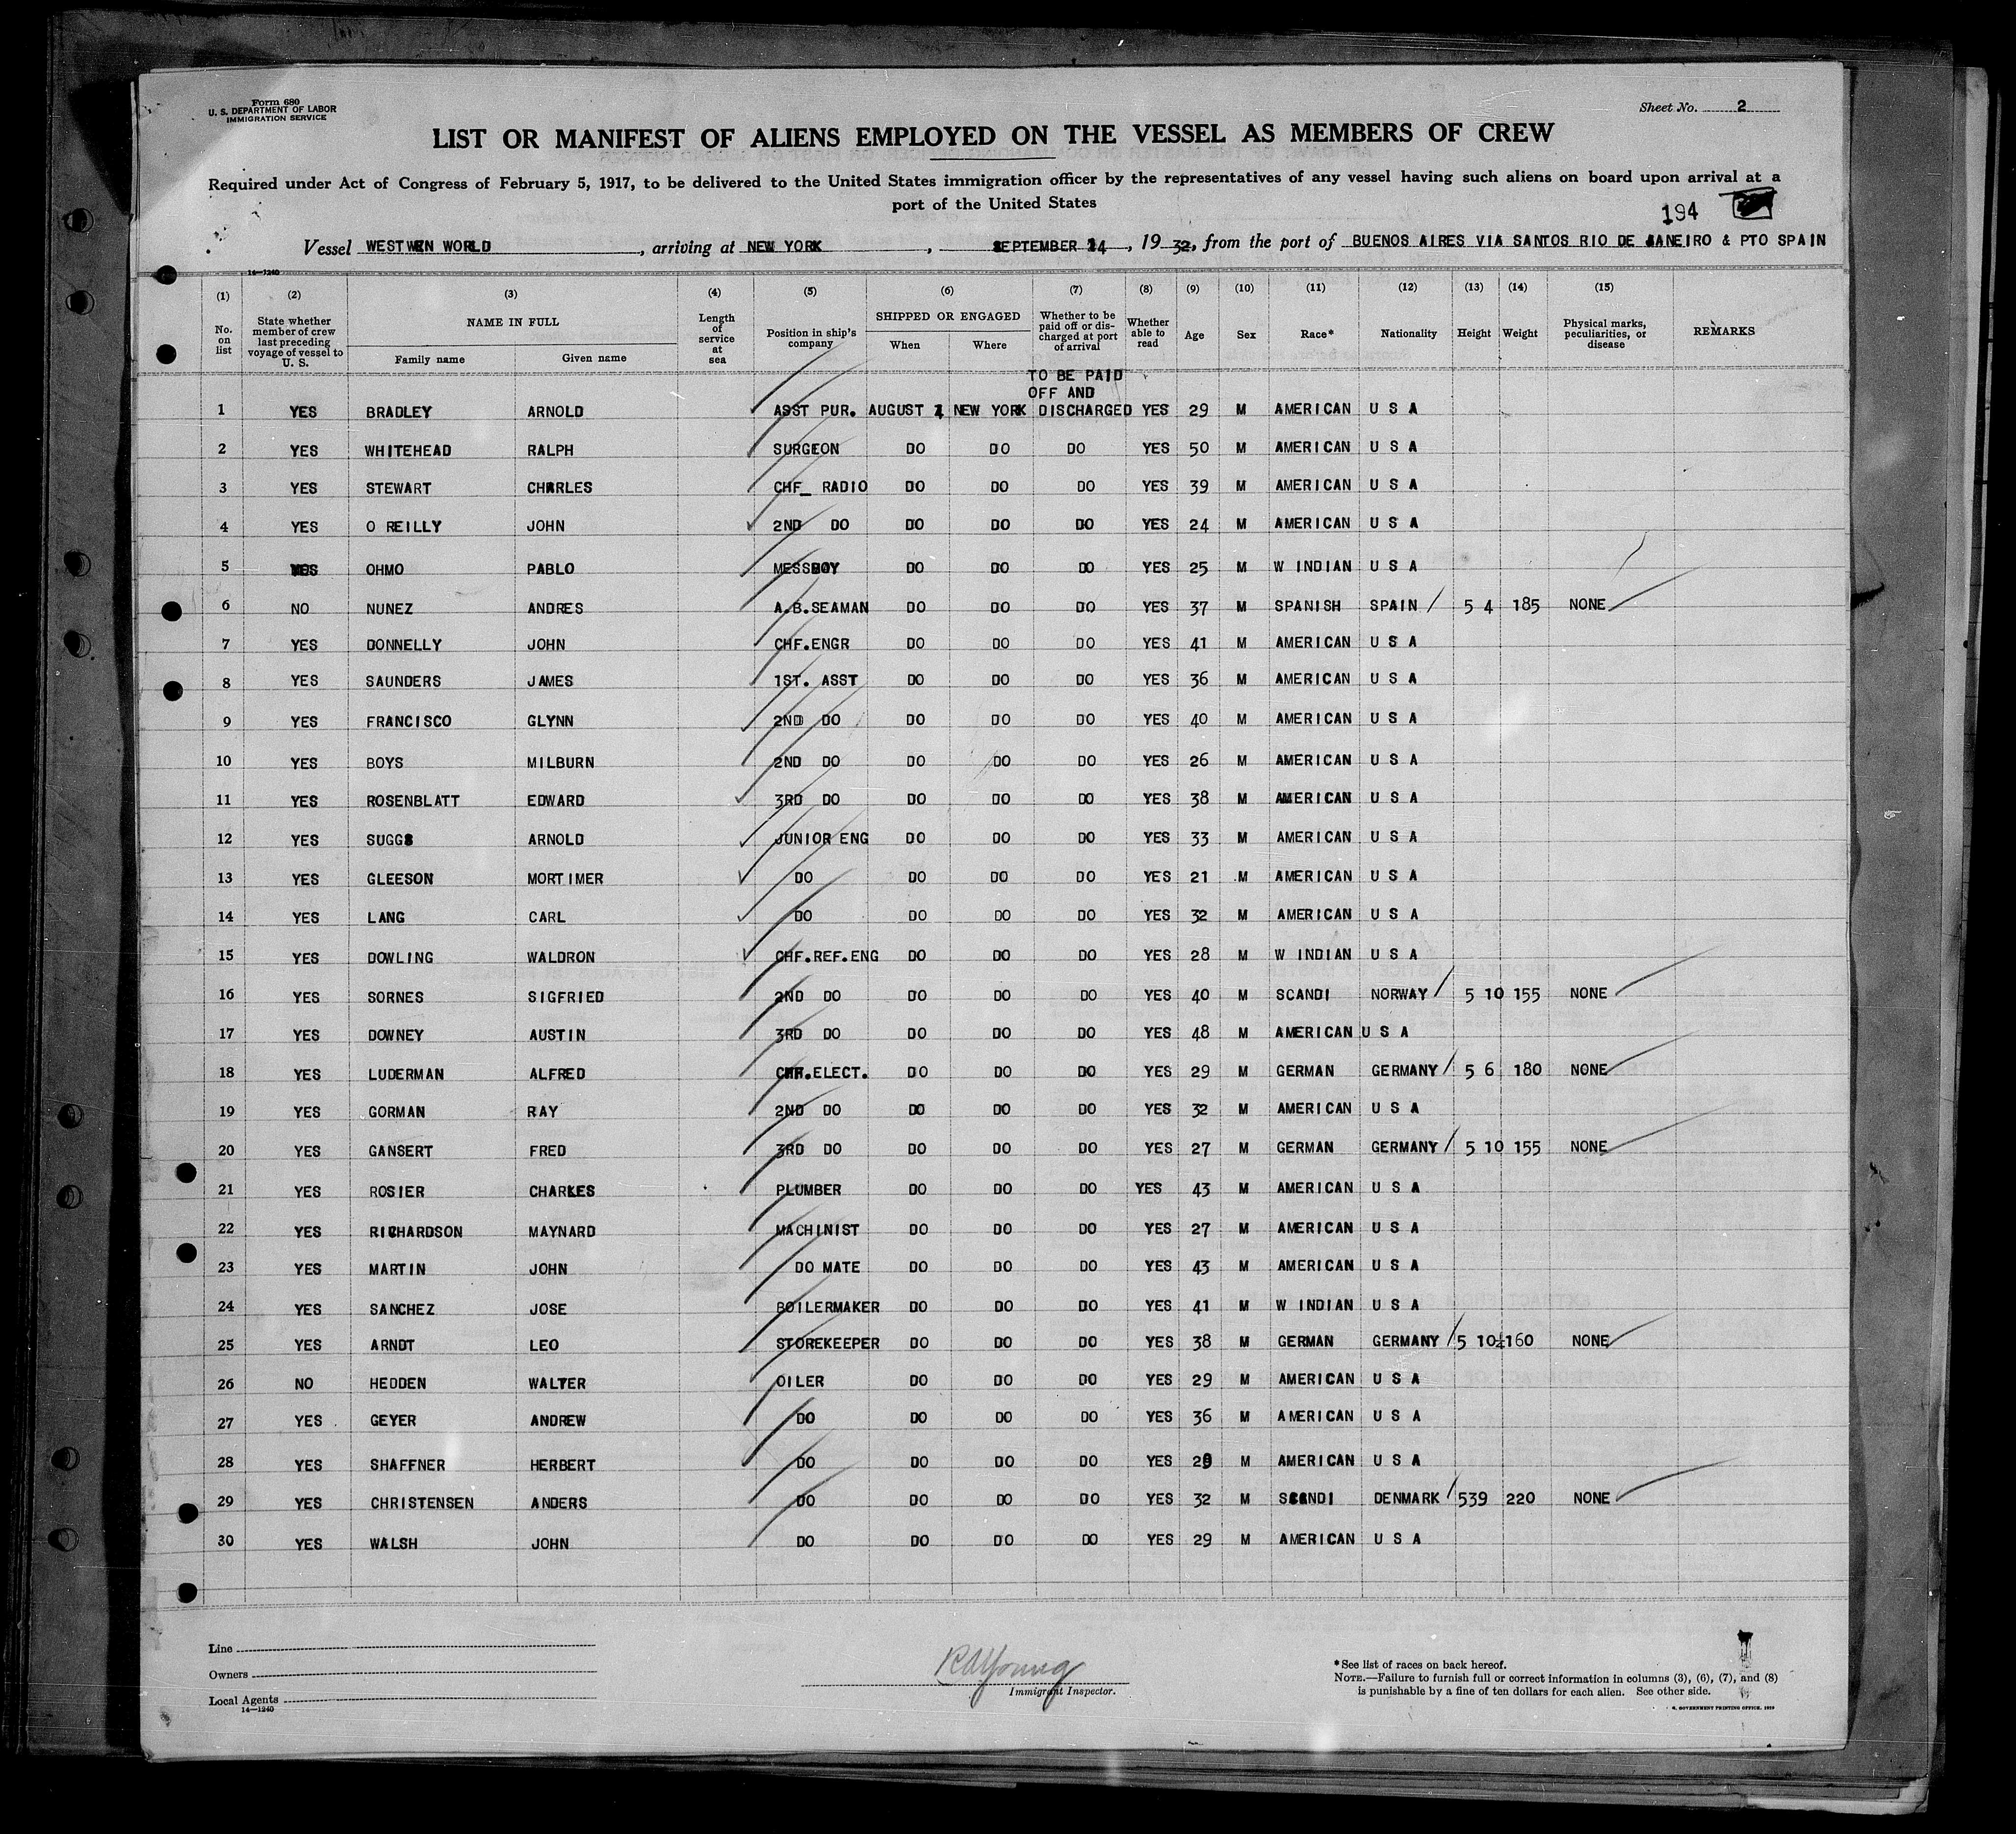 Form 680
U. S. DEPARTMENT OF LABOR
IMMIGRATION SERVICE
Sheet No. 2
LIST OR MANIFEST OF ALIENS EMPLOYED ON THE VESSEL AS MEMBERS OF CREW
Required under Act of Congress of February 5, 1917, to be delivered to the United States immigration officer by the representatives of any vessel having such aliens on board upon arrival at a
port of the United States
194
Vessel WESTWEN WORLD, arriving at NEW YORK, SEPTEMBER 14, 1932, from the port of BUENOS AIRES VIA SANTOS RIO DE JANEIRO & PTO SPAIN
14—1240
(1) (2) (3) (4) (5) (6) (7) (8) (9) (10) (11) (12) (13) (14) (15)
No. on list State whether member of crew last preceding voyage of vessel to U. S. NAME IN FULL Family name Given name Length of service at sea Position in ship's company SHIPPED OR ENGAGED When Where Whether to be paid off or discharged at port of arrival Whether able to read Age Sex Race* Nationality Height Weight Physical marks, peculiarities, or disease REMARKS
TO BE PAID
OFF AND
1 YES BRADLEY ARNOLD ASST PUR. AUGUST NEW YORK DISCHARGED YES 29 M AMERICAN U S A
2 YES WHITEHEAD RALPH SURGEON DO DO DO YES 50 M AMERICAN U S A
3 YES STEWART CHARLES CHF_ RADIO DO DO DO YES 39 M AMERICAN U S A
4 YES O REILLY JOHN 2ND DO DO DO DO YES 24 M AMERICAN U S A
5 YES OHMO PABLO MESSBOY DO DO DO YES 25 M W INDIAN U S A
6 NO NUNEZ ANDRES A.B.SEAMAN DO DO DO YES 37 M SPANISH SPAIN / 5 4 185 NONE
7 YES DONNELLY JOHN CHF.ENGR DO DO DO YES 41 M AMERICAN U S A
8 YES SAUNDERS JAMES 1ST. ASST DO DO DO YES 36 M AMERICAN U S A
9 YES FRANCISCO GLYNN 2ND DO DO DO DO YES 40 M AMERICAN U S A
10 YES BOYS MILBURN 2ND DO DO DO DO YES 26 M AMERICAN U S A
11 YES ROSENBLATT EDWARD 3RD DO DO DO DO YES 38 M AMERICAN U S A
12 YES SUGGS ARNOLD JUNIOR ENG DO DO DO YES 33 M AMERICAN U S A
13 YES GLEESON MORTIMER DO DO DO DO YES 21 M AMERICAN U S A
14 YES LANG CARL DO DO DO DO YES 32 M AMERICAN U S A
15 YES DOWLING WALDRON CHF.REF.ENG DO DO DO YES 28 M W INDIAN U S A
16 YES SORNES SIGFRIED 2ND DO DO DO DO YES 40 M SCANDI NORWAY / 5 10 155 NONE
17 YES DOWNEY AUSTIN 3RD DO DO DO DO YES 48 M AMERICAN U S A
18 YES LUDERMAN ALFRED CHF.ELECT. DO DO DO YES 29 M GERMAN GERMANY / 5 6 180 NONE
19 YES GORMAN RAY 2ND DO DO DO DO YES 32 M AMERICAN U S A
20 YES GANSERT FRED 3RD DO DO DO DO YES 27 M GERMAN GERMANY / 5 10 155 NONE
21 YES ROSIER CHARLES PLUMBER DO DO DO YES 43 M AMERICAN U S A
22 YES RICHARDSON MAYNARD MACHINIST DO DO DO YES 27 M AMERICAN U S A
23 YES MARTIN JOHN DO MATE DO DO DO YES 43 M AMERICAN U S A
24 YES SANCHEZ JOSE BOILERMAKER DO DO DO YES 41 M W INDIAN U S A
25 YES ARNDT LEO STOREKEEPER DO DO DO YES 38 M GERMAN GERMANY / 5 10½ 160 NONE
26 NO HEDDEN WALTER OILER DO DO DO YES 29 M AMERICAN U S A
27 YES GEYER ANDREW DO DO DO DO YES 36 M AMERICAN U S A
28 YES SHAFFNER HERBERT DO DO DO DO YES M AMERICAN U S A
29 YES CHRISTENSEN ANDERS DO DO DO DO YES 32 M SCANDI DENMARK / 539 220 NONE
30 YES WALSH JOHN DO DO DO DO YES 29 M AMERICAN U S A
Line
Owners
Local Agents
14—1240
RAYoung
Immigrant Inspector.
*See list of races on back hereof.
NOTE.—Failure to furnish full or correct information in columns (3), (6), (7), and (8)
is punishable by a fine of ten dollars for each alien. See other side.
GOVERNMENT PRINTING OFFICE